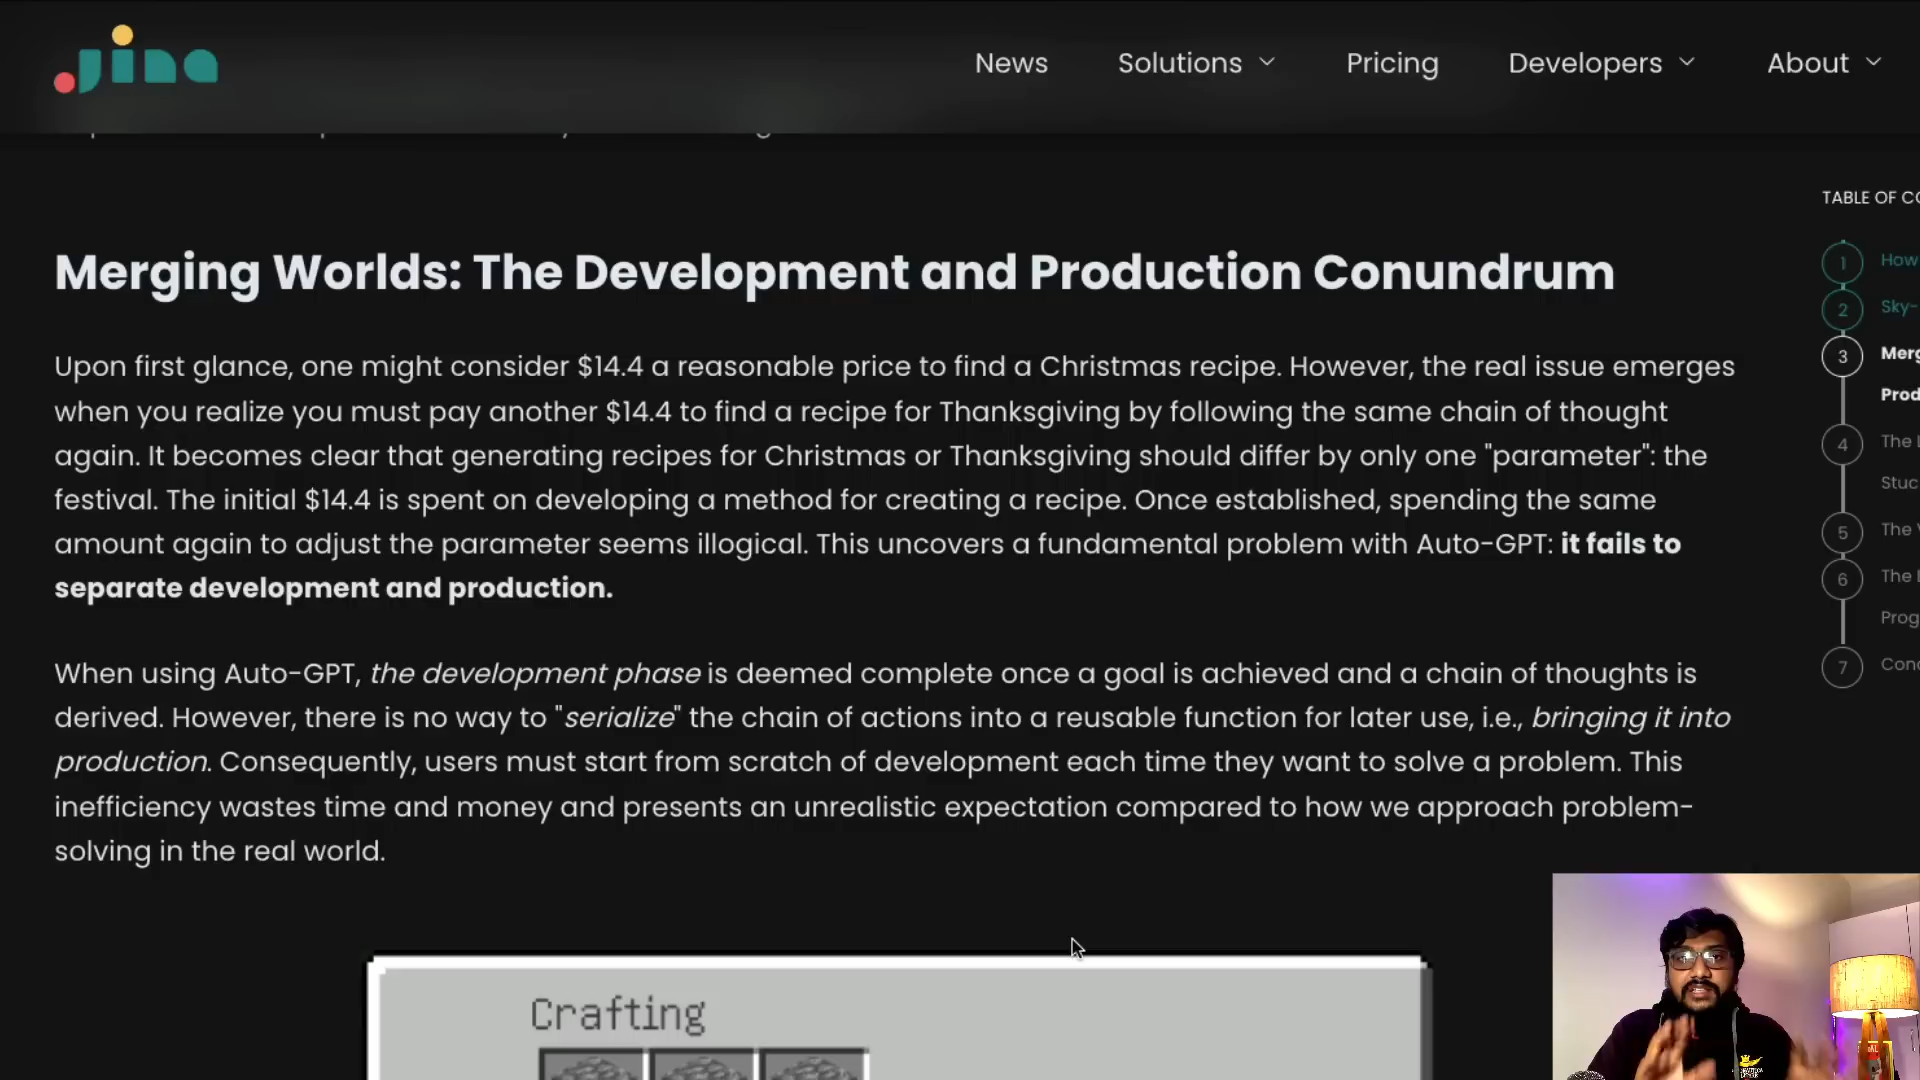 Jina
News
Solutions
Pricing
Developers
About
Merging Worlds: The Development and Production Conundrum
Upon first glance, one might consider $14.4 a reasonable price to find a Christmas recipe. However, the real issue emerges
when you realize you must pay another $14.4 to find a recipe for Thanksgiving by following the same chain of thought
again. It becomes clear that generating recipes for Christmas or Thanksgiving should differ by only one "parameter": the
festival. The initial $14.4 is spent on developing a method for creating a recipe. Once established, spending the same
amount again to adjust the parameter seems illogical. This uncovers a fundamental problem with Auto-GPT: it fails to
separate development and production.
When using Auto-GPT, the development phase is deemed complete once a goal is achieved and a chain of thoughts is
derived. However, there is no way to "serialize" the chain of actions into a reusable function for later use, i.e., bringing it into
production. Consequently, users must start from scratch of development each time they want to solve a problem. This
inefficiency wastes time and money and presents an unrealistic expectation compared to how we approach problem-
solving in the real world.
Crafting
TABLE OF CO
1 How
2 Sky-
3 Merg
Prod
4 The
Stuc
5 The
6 The
Prog
7 Conc